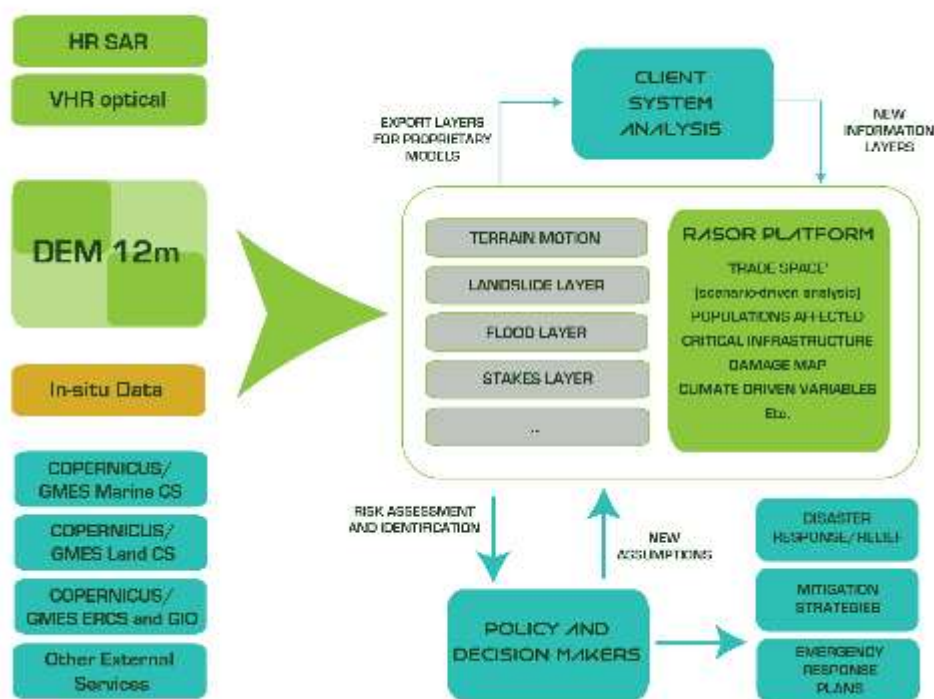 HR SAR
VHR optical
DEM 12m
In-situ Data
COPERNICUS/
GMES Marine CS
COPERNICUS/
GMES Land CS
COPERNICUS/
GMES ERCS and GIO
Other External
Services
EXPORT LAYERS
FOR PROPRIETARY
MODELS
CLIENT
SYSTEM
ANALYSIS
NEW
INFORMATION
LAYERS
TERRAIN MOTION
LANDSLIDE LAYER
FLOOD LAYER
STAKES LAYER
..
RASOR PLATFORM
'TRADE SPACE'
(scenario-driven analysis)
POPULATIONS AFFECTED
CRITICAL INFRASTRUCTURE
DAMAGE MAP
CLIMATE DRIVEN VARIABLES
Etc.
RISK ASSESSMENT
AND IDENTIFICATION
NEW
ASSUMPTIONS
POLICY AND
DECISION MAKERS
DISASTER
RESPONSE/RELIEF
MITIGATION
STRATEGIES
EMERGENCY
RESPONSE
PLANS